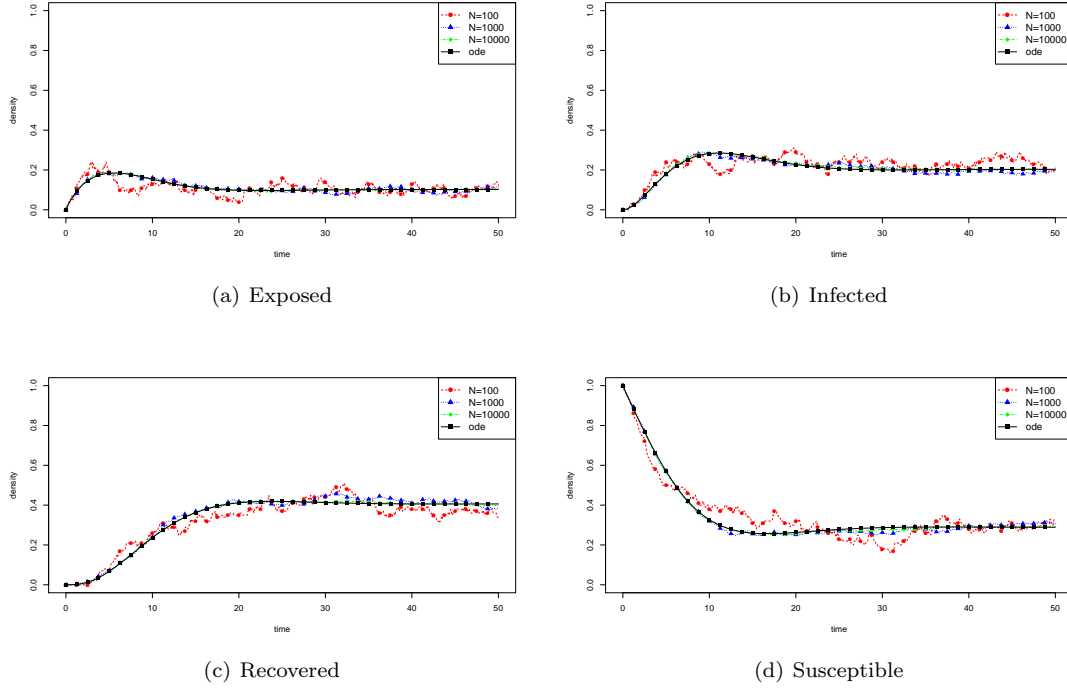 N=100
N=1000
N=10000
ode
density
0.0 0.2 0.4 0.6 0.8 1.0
0 10 20 30 40 50
time
(a) Exposed
N=100
N=1000
N=10000
ode
density
0.0 0.2 0.4 0.6 0.8 1.0
0 10 20 30 40 50
time
(b) Infected
N=100
N=1000
N=10000
ode
density
0.0 0.2 0.4 0.6 0.8 1.0
0 10 20 30 40 50
time
(c) Recovered
N=100
N=1000
N=10000
ode
density
0.0 0.2 0.4 0.6 0.8 1.0
0 10 20 30 40 50
time
(d) Susceptible